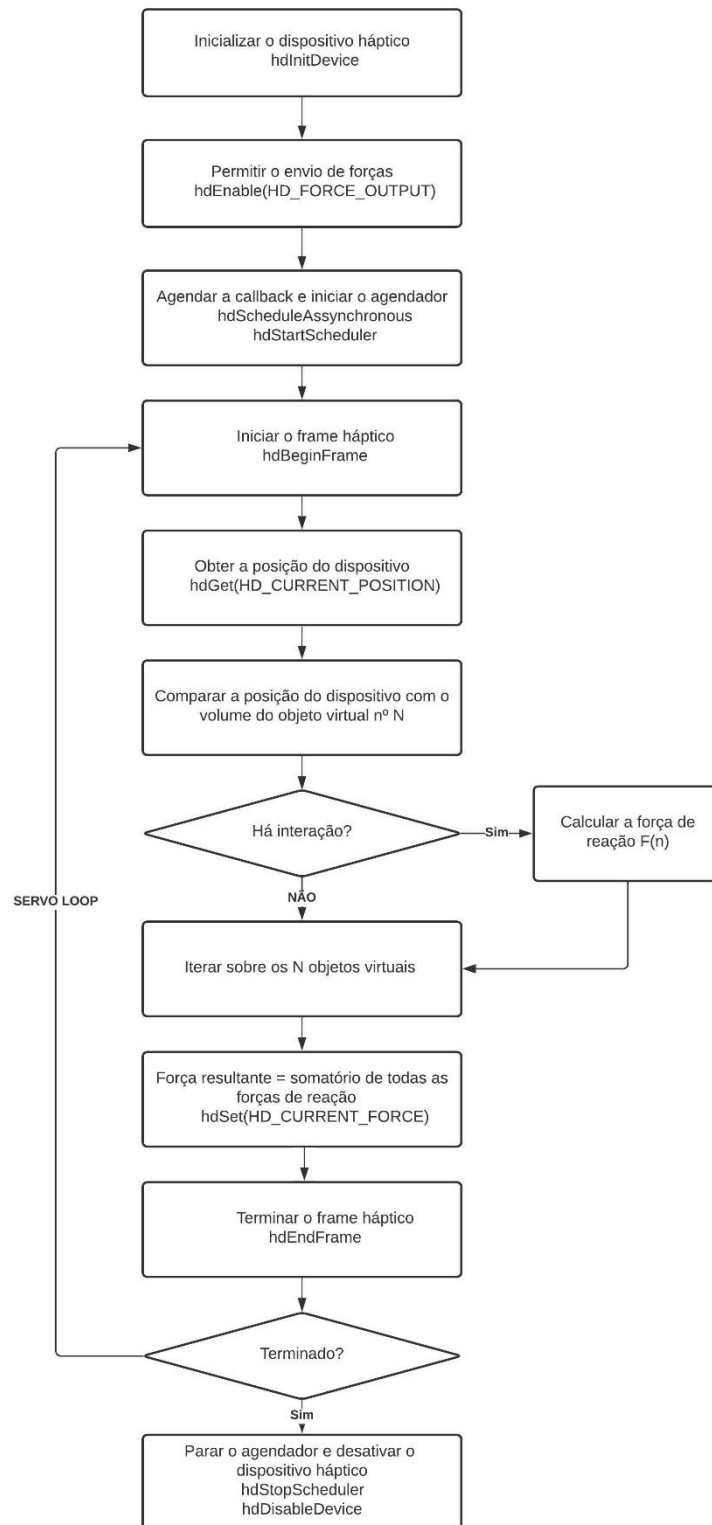 Inicializar o dispositivo háptico
hdInitDevice
Permitir o envio de forças
hdEnable(HD_FORCE_OUTPUT)
Agendar a callback e iniciar o agendador
hdScheduleAssynchronous
hdStartScheduler
Iniciar o frame háptico
hdBeginFrame
Obter a posição do dispositivo
hdGet(HD_CURRENT_POSITION)
Comparar a posição do dispositivo com o
volume do objeto virtual nº N
Há interação?
Sim
Calcular a força de
reação F(n)
NÃO
SERVO LOOP
Iterar sobre os N objetos virtuais
Força resultante = somatório de todas as
forças de reação
hdSet(HD_CURRENT_FORCE)
Terminar o frame háptico
hdEndFrame
Terminado?
Sim
Parar o agendador e desativar o
dispositivo háptico
hdStopScheduler
hdDisableDevice